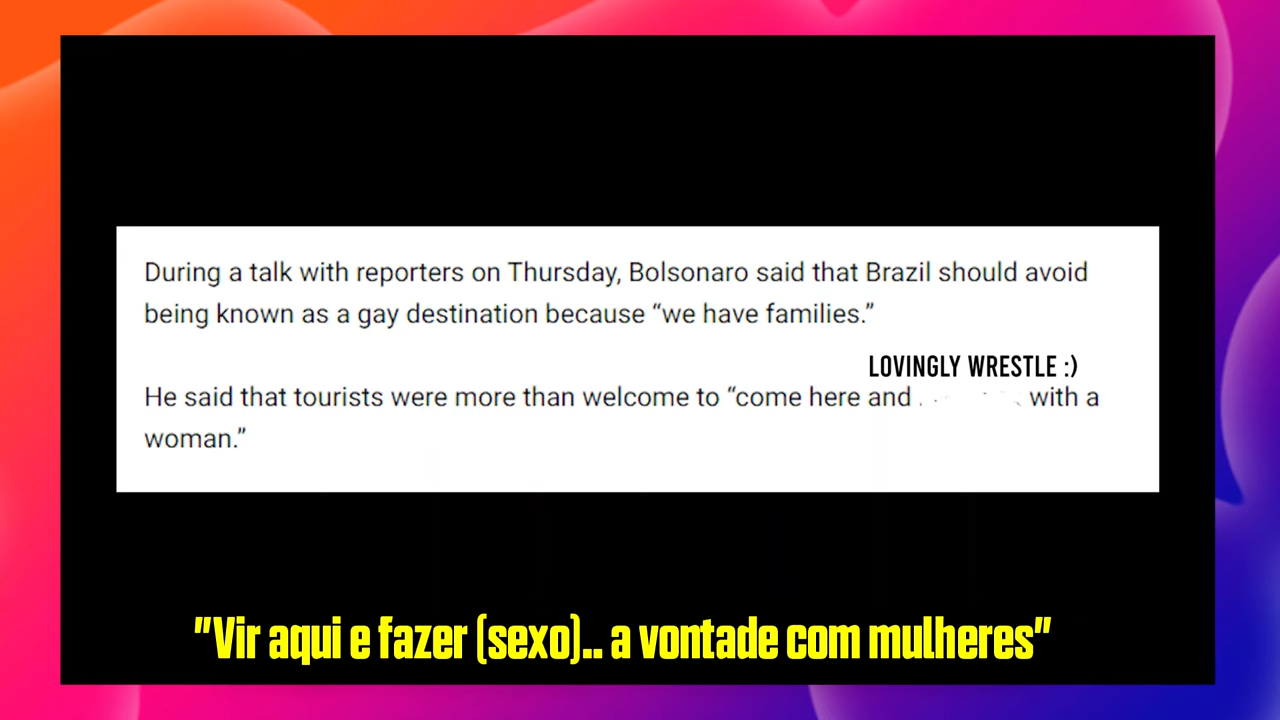 During a talk with reporters on Thursday, Bolsonaro said that Brazil should avoid
being known as a gay destination because “we have families.”
LOVINGLY WRESTLE :)
He said that tourists were more than welcome to “come here and with a
woman.”
"Vir aqui e fazer (sexo).. a vontade com mulheres"